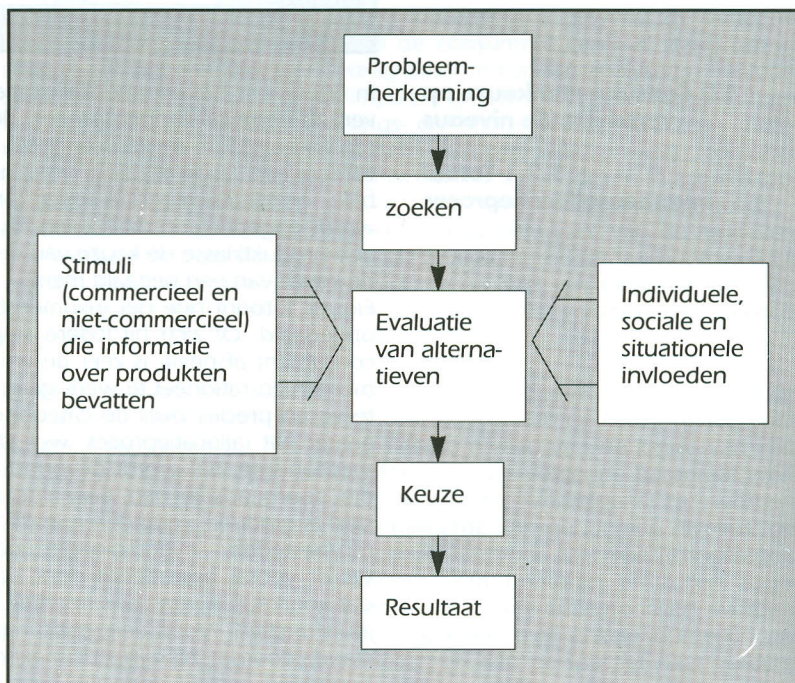 Probleem-
herkenning
zoeken
Stimuli
(commercieel en
niet-commercieel)
die informatie
over produkten
bevatten
Evaluatie
van alterna-
tieven
Individuele,
sociale en
situationele
invloeden
Keuze
Resultaat